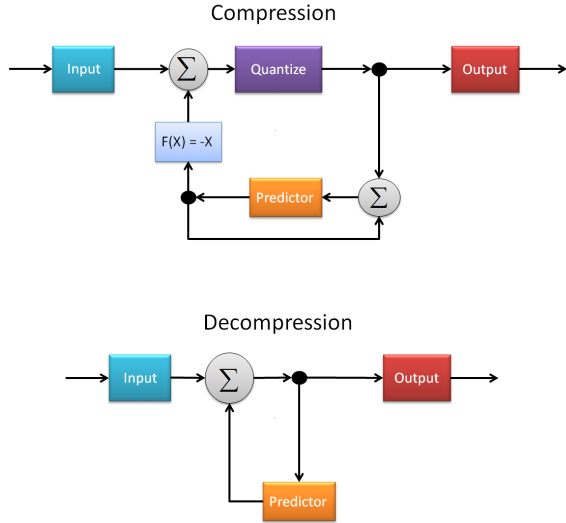 Compression
Input
Σ
Quantize
Output
F(X) = -X
Predictor
Σ
Decompression
Input
Σ
Output
Predictor